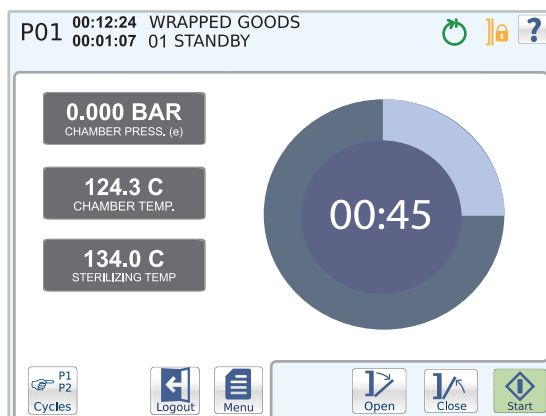 P01 00:12:24 WRAPPED GOODS
00:01:07 01 STANDBY
?
0.000 BAR
CHAMBER PRESS. (e)
124.3 C
CHAMBER TEMP.
134.0 C
STERILIZING TEMP
00:45
P1
P2
Cycles
Logout
Menu
Open
Close
Start